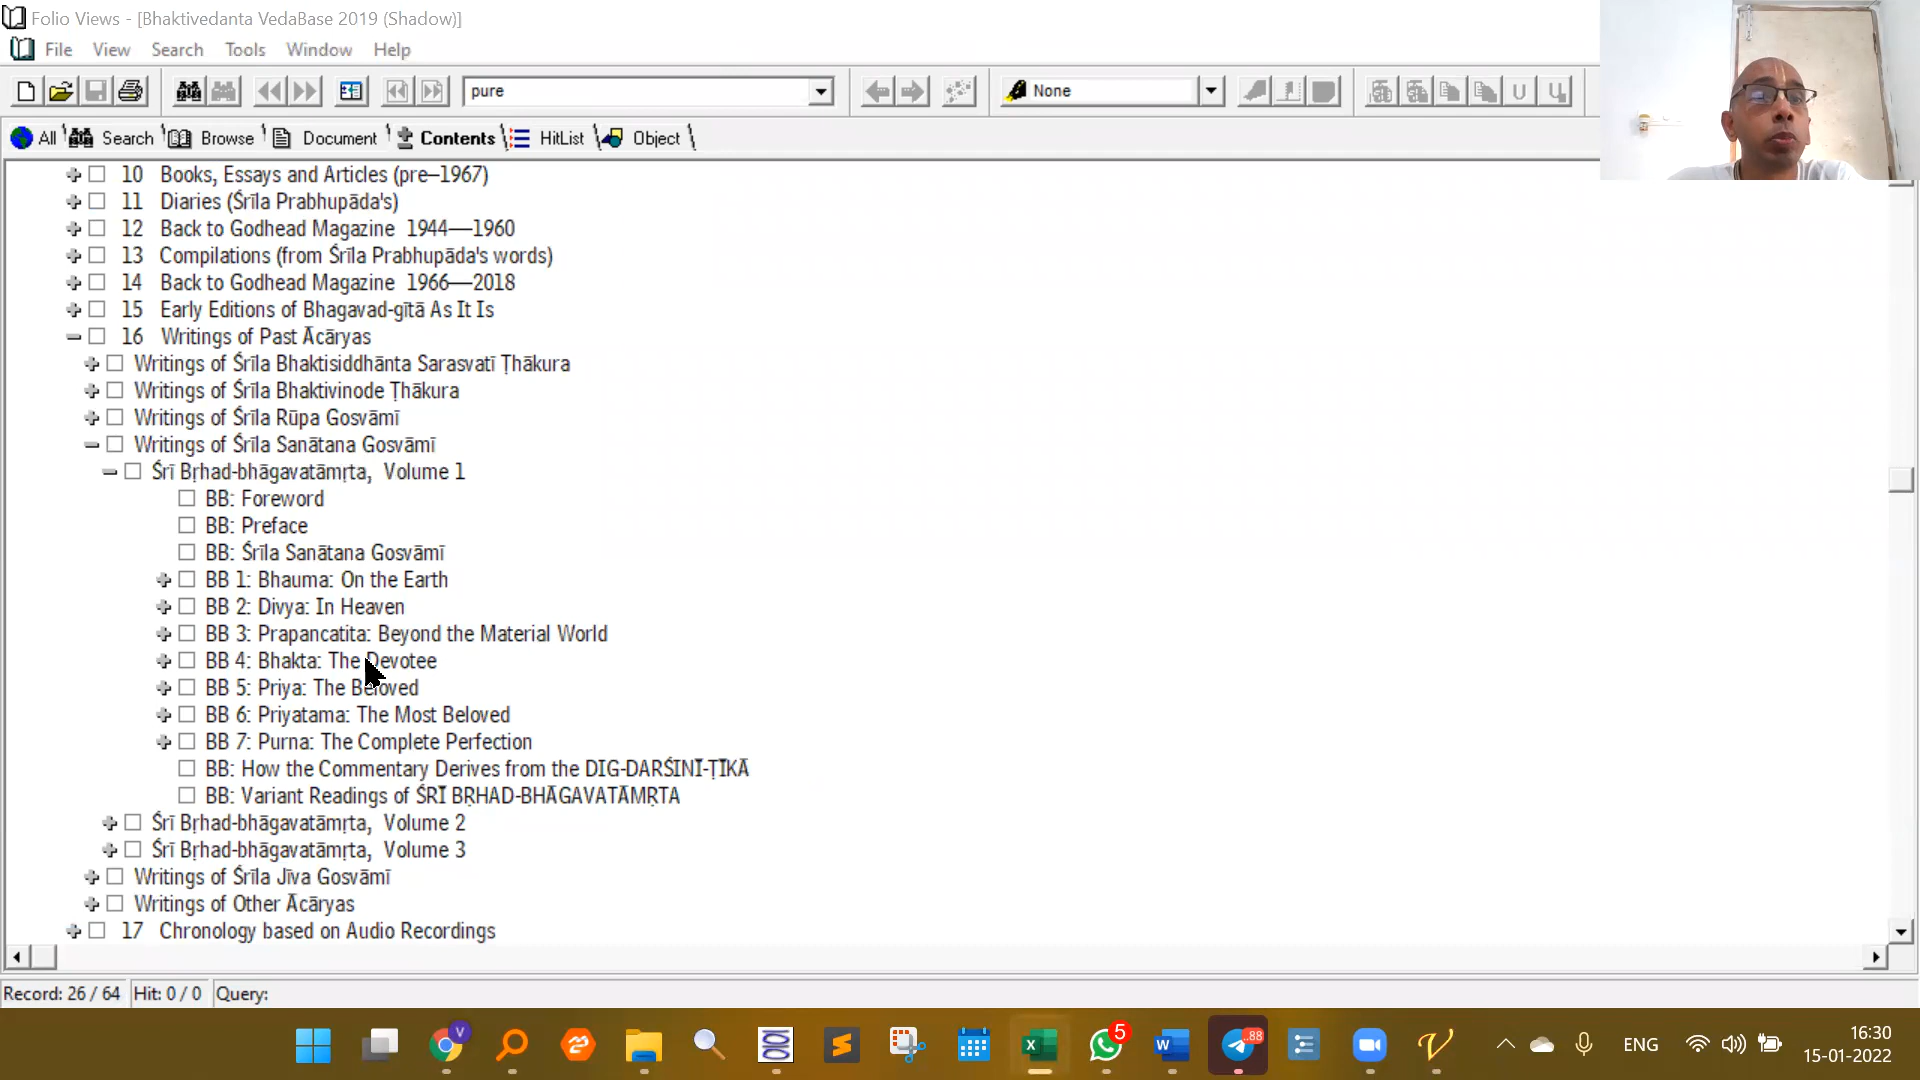 Folio Views - [Bhaktivedanta VedaBase 2019 (Shadow)]
File View Search Tools Window Help
pure
None
All Search Browse Document Contents HitList Object
10 Books, Essays and Articles (pre–1967)
11 Diaries (Śrīla Prabhupāda's)
12 Back to Godhead Magazine 1944—1960
13 Compilations (from Śrīla Prabhupāda's words)
14 Back to Godhead Magazine 1966—2018
15 Early Editions of Bhagavad-gītā As It Is
16 Writings of Past Ācāryas
Writings of Śrīla Bhaktisiddhānta Sarasvatī Ṭhākura
Writings of Śrīla Bhaktivinode Ṭhākura
Writings of Śrīla Rūpa Gosvāmī
Writings of Śrīla Sanātana Gosvāmī
Śrī Bṛhad-bhāgavatāmṛta, Volume 1
BB: Foreword
BB: Preface
BB: Śrīla Sanātana Gosvāmī
BB 1: Bhauma: On the Earth
BB 2: Divya: In Heaven
BB 3: Prapancatita: Beyond the Material World
BB 4: Bhakta: The Devotee
BB 5: Priya: The Beloved
BB 6: Priyatama: The Most Beloved
BB 7: Purna: The Complete Perfection
BB: How the Commentary Derives from the DIG-DARŚINĪ-ṬĪKĀ
BB: Variant Readings of ŚRĪ BṚHAD-BHĀGAVATĀMṚTA
Śrī Bṛhad-bhāgavatāmṛta, Volume 2
Śrī Bṛhad-bhāgavatāmṛta, Volume 3
Writings of Śrīla Jīva Gosvāmī
Writings of Other Ācāryas
17 Chronology based on Audio Recordings
Record: 26 / 64 Hit: 0 / 0 Query:
V 5 .88 ENG 16:30
15-01-2022